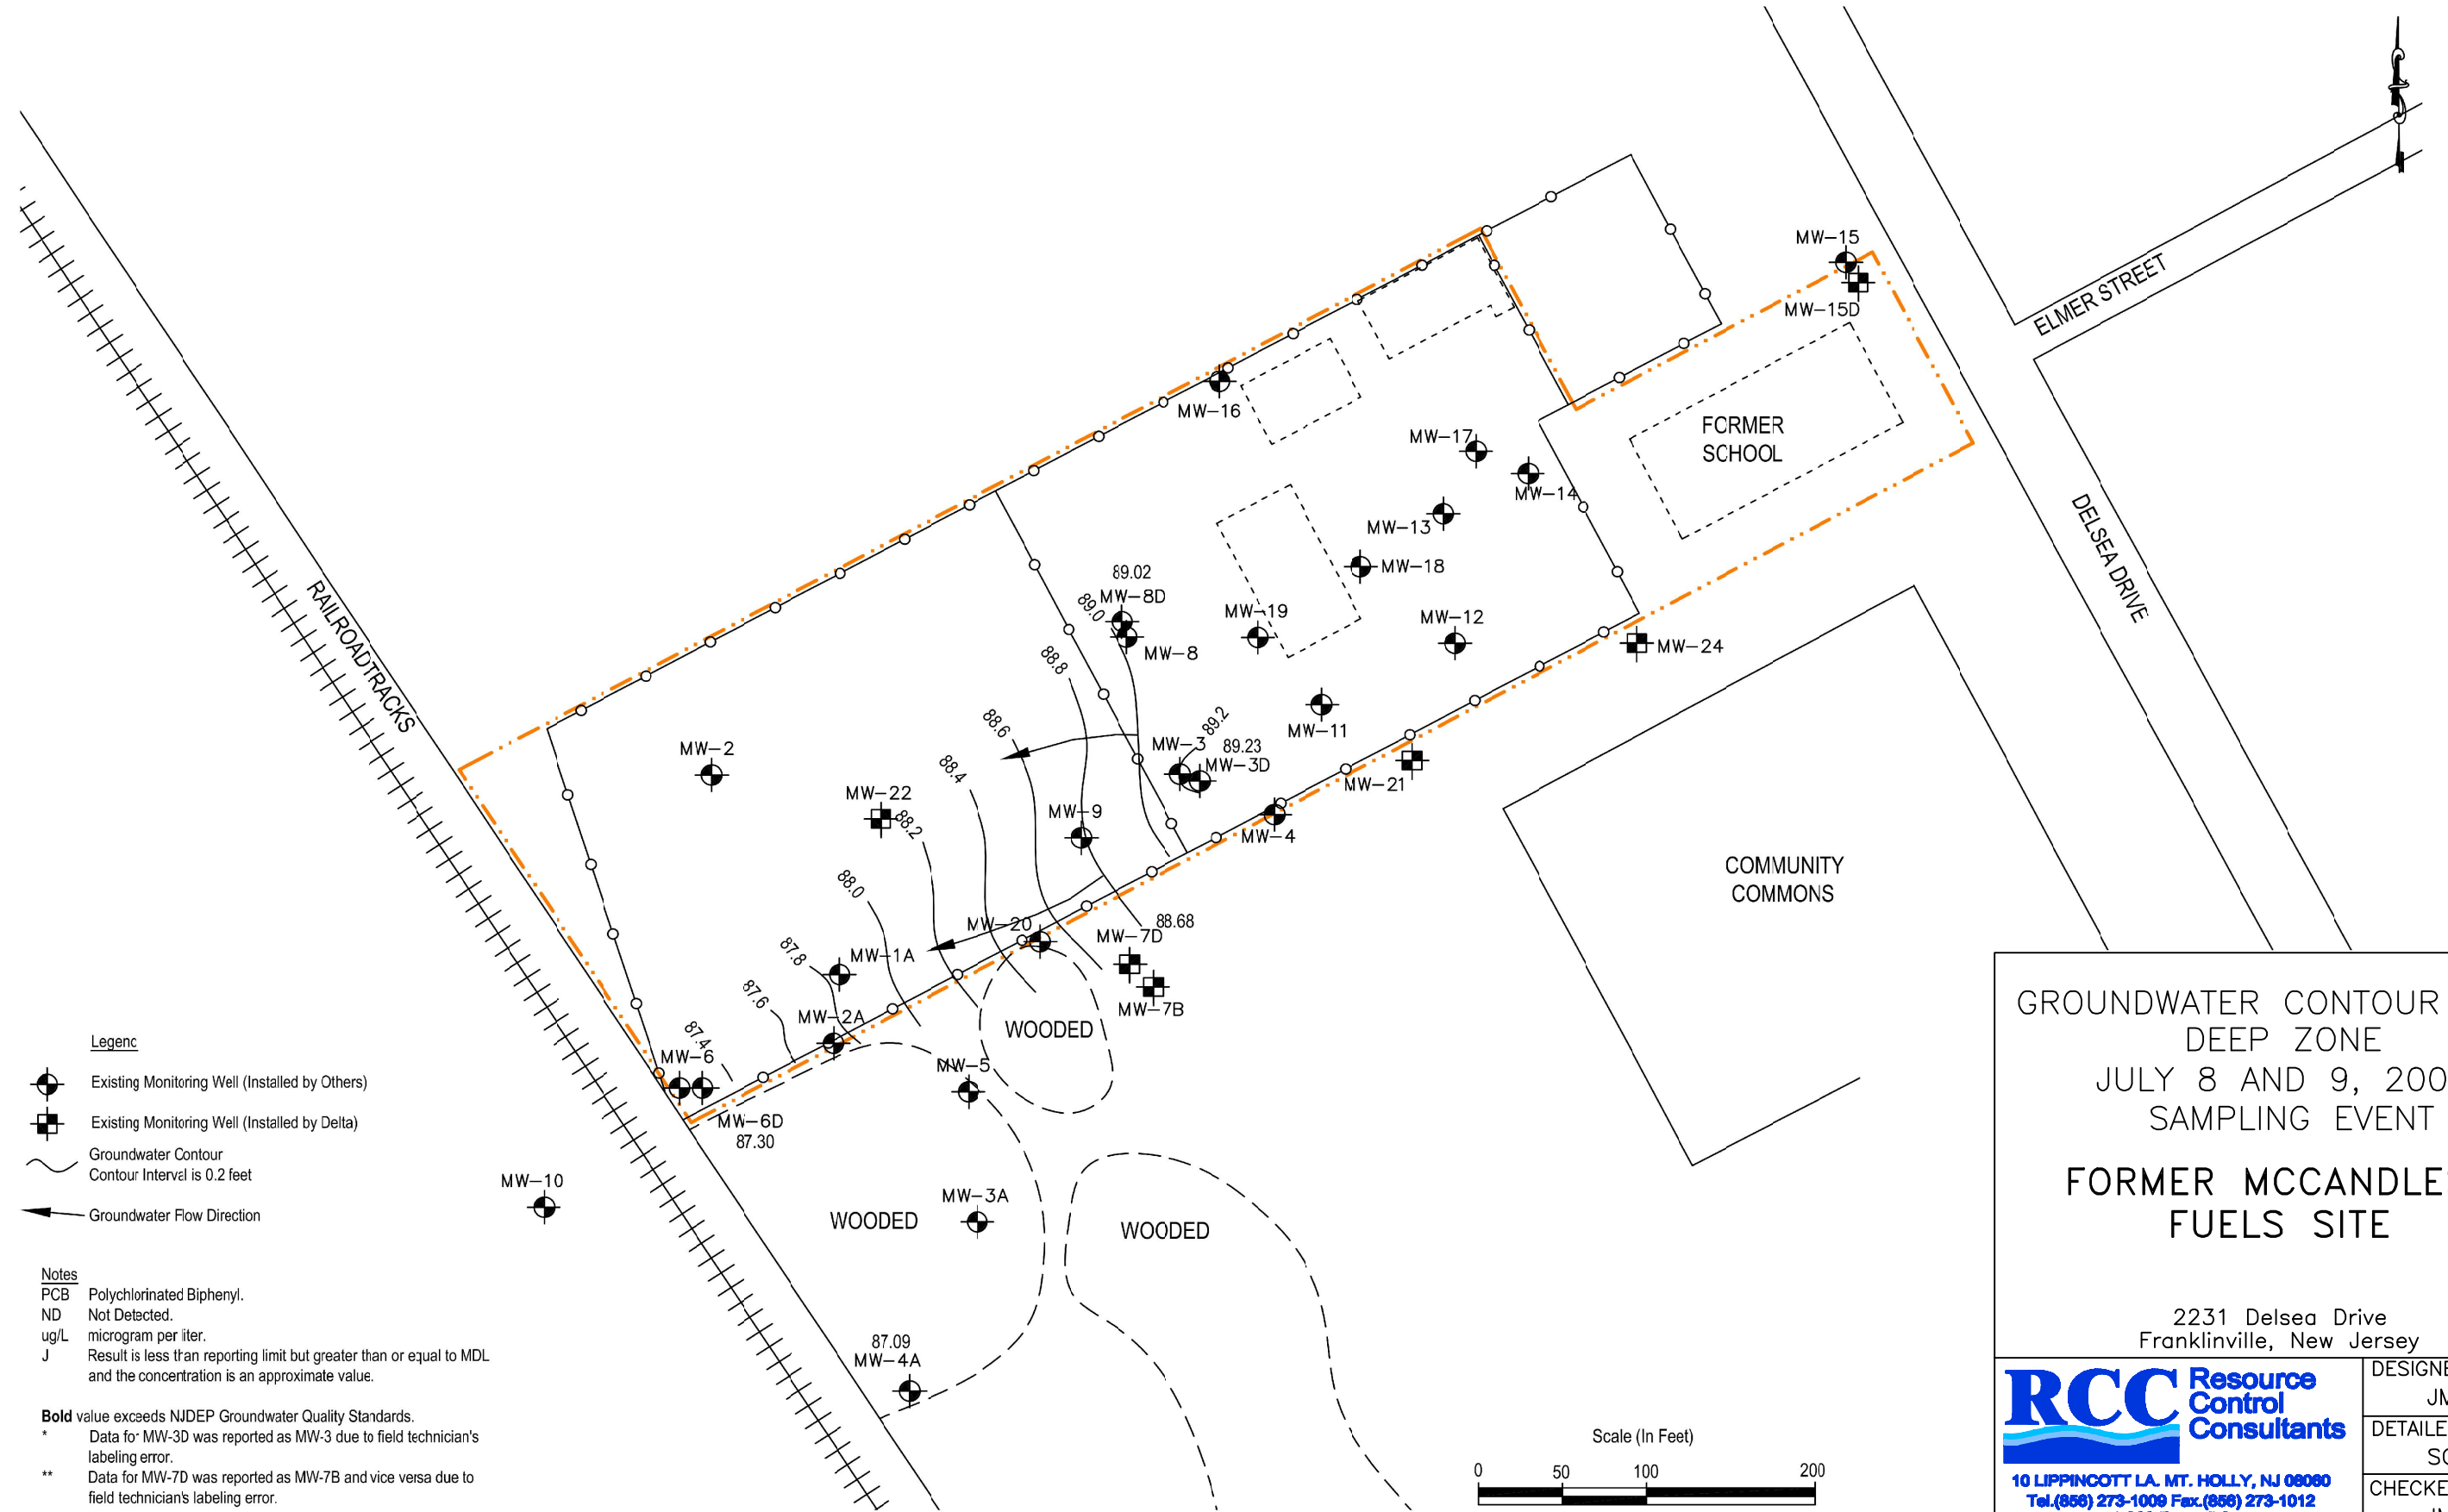 MW-15
MW-15D
ELMER STREET
MW-16
FORMER
SCHOOL
MW-17
MW-14
MW-13
DELSEA DRIVE
MW-18
89.02
MW-8D
89.0
MW-19
MW-12
RAILROADTRACKS
MW-8
MW-24
88.8
88.6
89.2
MW-11
MW-2
MW-3
89.23
MW-3D
88.4
MW-21
MW-22
88.2
MW-9
MW-4
COMMUNITY
COMMONS
88.0
MW-20
88.68
MW-7D
87.8
MW-1A
87.6
MW-7B
MW-2A
WOODED
87.4
MW-6
MW-5
MW-6D
87.30
MW-10
MW-3A
WOODED
WOODED
87.09
MW-4A
Legend
Existing Monitoring Well (Installed by Others)
Existing Monitoring Well (Installed by Delta)
Groundwater Contour
Contour Interval is 0.2 feet
Groundwater Flow Direction
Notes
PCB Polychlorinated Biphenyl.
ND Not Detected.
ug/L microgram per liter.
J Result is less than reporting limit but greater than or equal to MDL
and the concentration is an approximate value.
Bold value exceeds NJDEP Groundwater Quality Standards.
* Data for MW-3D was reported as MW-3 due to field technician's
labeling error.
** Data for MW-7D was reported as MW-7B and vice versa due to
field technician's labeling error.
Scale (In Feet)
0 50 100 200
GROUNDWATER CONTOUR
DEEP ZONE
JULY 8 AND 9, 200
SAMPLING EVENT
FORMER MCCANDLE
FUELS SITE
2231 Delsea Drive
Franklinville, New Jersey
RCC Resource
Control
Consultants
10 LIPPINCOTT LA. MT. HOLLY, NJ 08060
Tel.(856) 273-1009 Fax.(856) 273-1012
DESIGNE
JM
DETAILE
SC
CHECKE